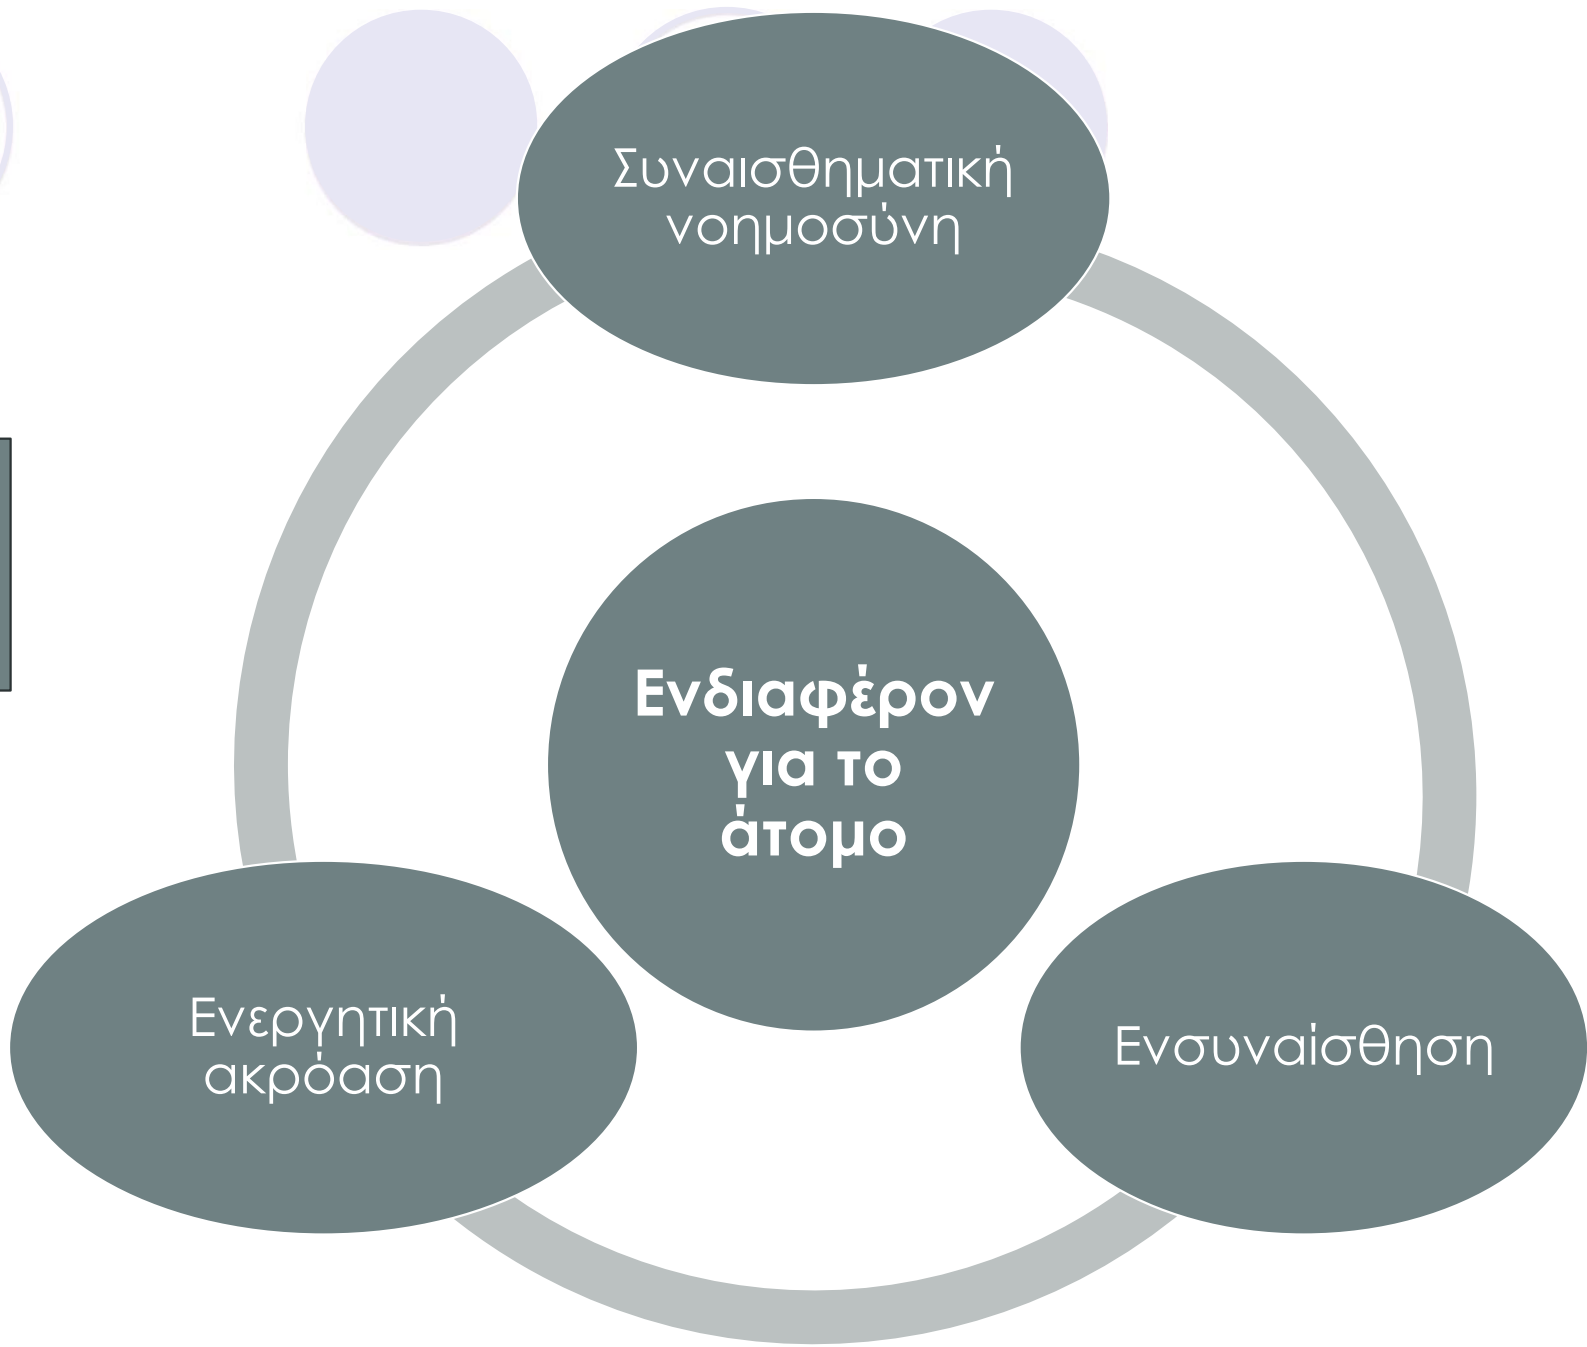 Συναισθηματική
νοημοσύνη
Ενδιαφέρον
για το
άτομο
Ενεργητική
ακρόαση
Ενσυναίσθηση